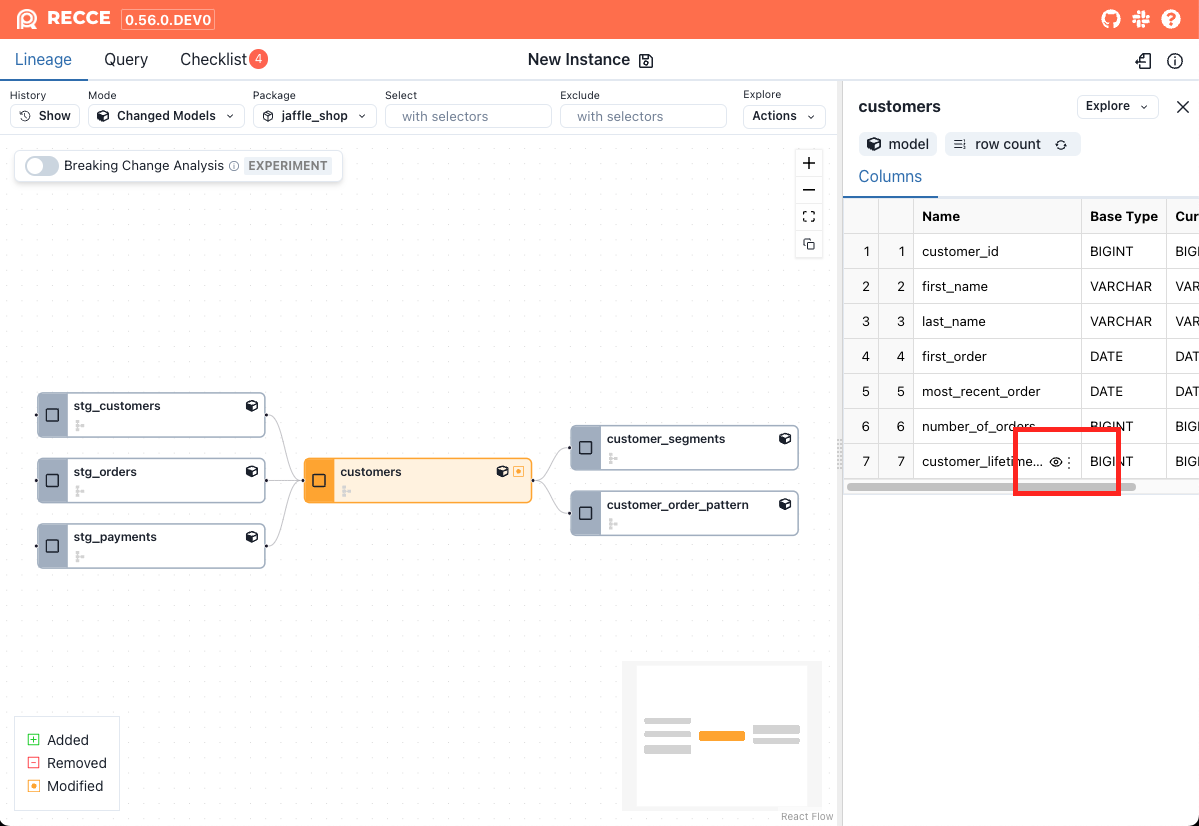 RECCE 0.56.0.DEV0
Lineage Query Checklist 4 New Instance
History Mode Package Select Exclude Explore
Show Changed Models jaffle_shop with selectors with selectors Actions
Breaking Change Analysis EXPERIMENT
stg_customers
stg_orders
stg_payments
customers
customer_segments
customer_order_pattern
Added
Removed
Modified
React Flow
customers Explore
model row count
Columns
Name Base Type Cur
1 1 customer_id BIGINT BIG
2 2 first_name VARCHAR VAR
3 3 last_name VARCHAR VAR
4 4 first_order DATE DAT
5 5 most_recent_order DATE DAT
6 6 number_of_orders BIGINT BIG
7 7 customer_lifetime... BIGINT BIG